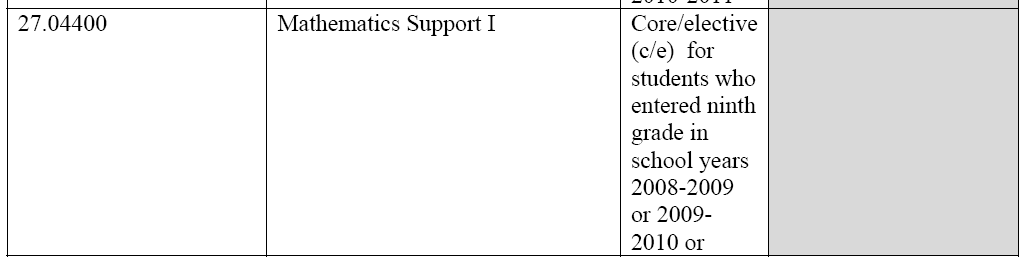 27.04400
Mathematics Support I
Core/elective
(c/e)  for
students who
entered ninth
grade in
school years
2008-2009
or 2009-
2010 or